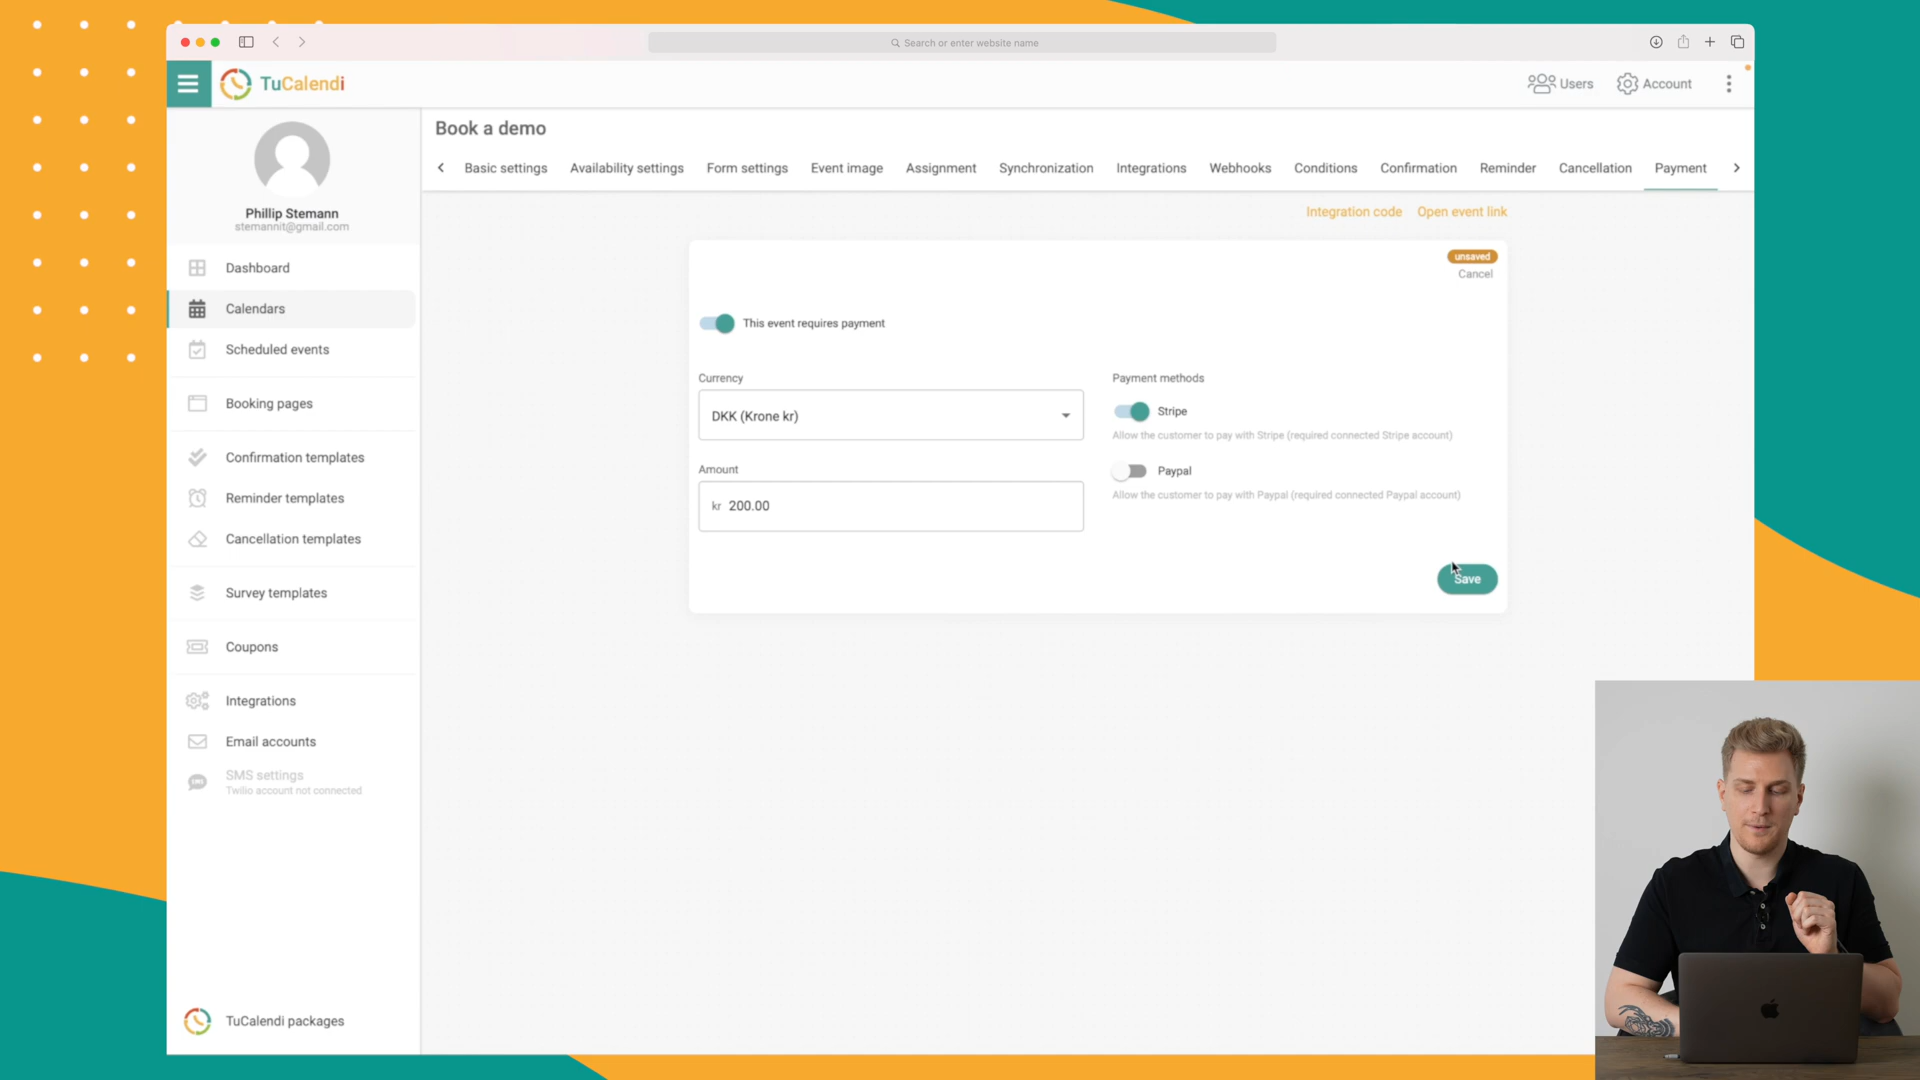 Search or enter website name
TuCalendi
Users
Account
Phillip Stemann
stemannit@gmail.com
Dashboard
Calendars
Scheduled events
Booking pages
Confirmation templates
Reminder templates
Cancellation templates
Survey templates
Coupons
Integrations
Email accounts
SMS settings
Twilio account not connected
TuCalendi packages
Book a demo
Basic settings
Availability settings
Form settings
Event image
Assignment
Synchronization
Integrations
Webhooks
Conditions
Confirmation
Reminder
Cancellation
Payment
Integration code
Open event link
unsaved
Cancel
This event requires payment
Currency
DKK (Krone kr)
Amount
kr 200.00
Payment methods
Stripe
Allow the customer to pay with Stripe (required connected Stripe account)
Paypal
Allow the customer to pay with Paypal (required connected Paypal account)
Save